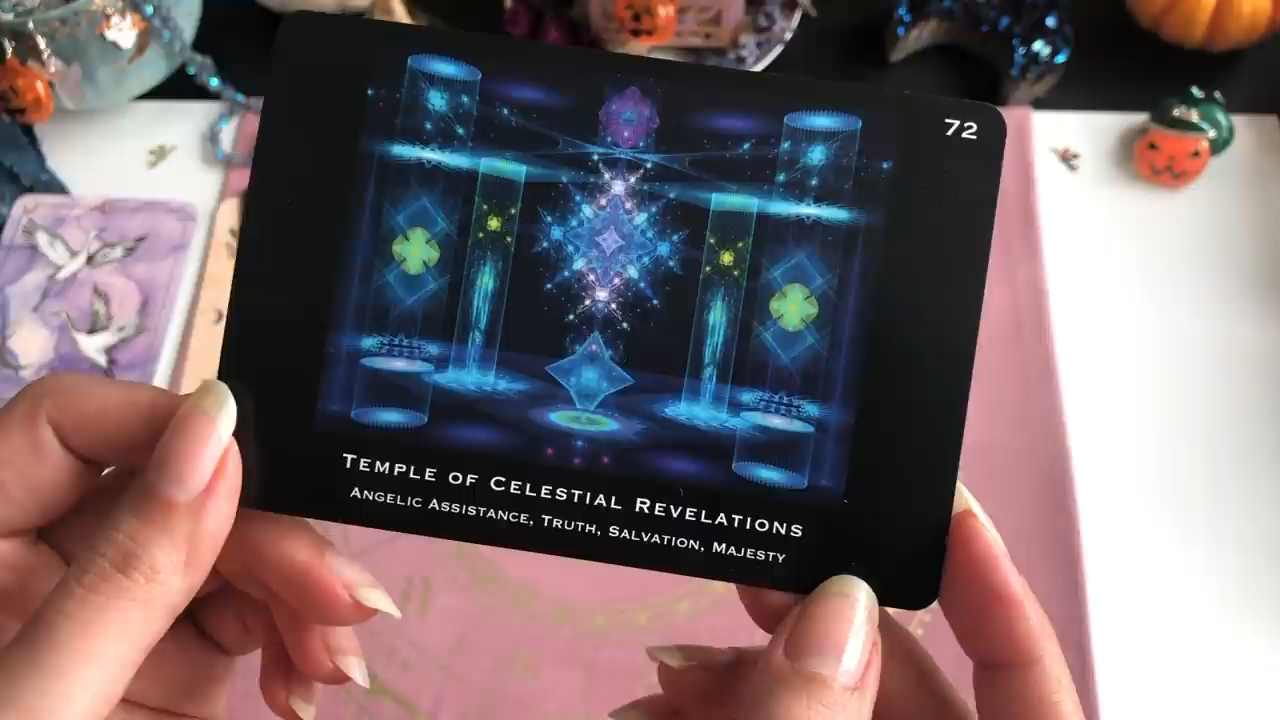 72
Temple of Celestial Revelations
Angelic Assistance, Truth, Salvation, Majesty